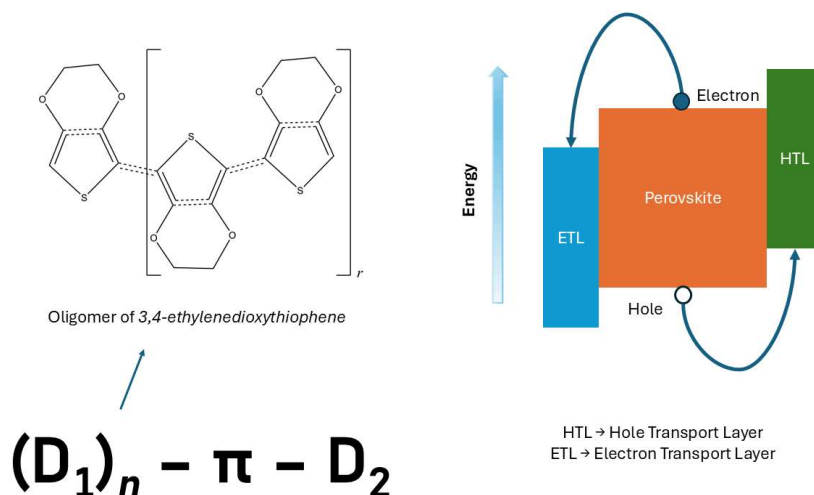 O
O
O
O
S
S
S
O
O
r
Oligomer of 3,4-ethylenedioxythiophene
(D1)n – π – D2
Energy
Electron
HTL
Perovskite
ETL
Hole
HTL → Hole Transport Layer
ETL → Electron Transport Layer